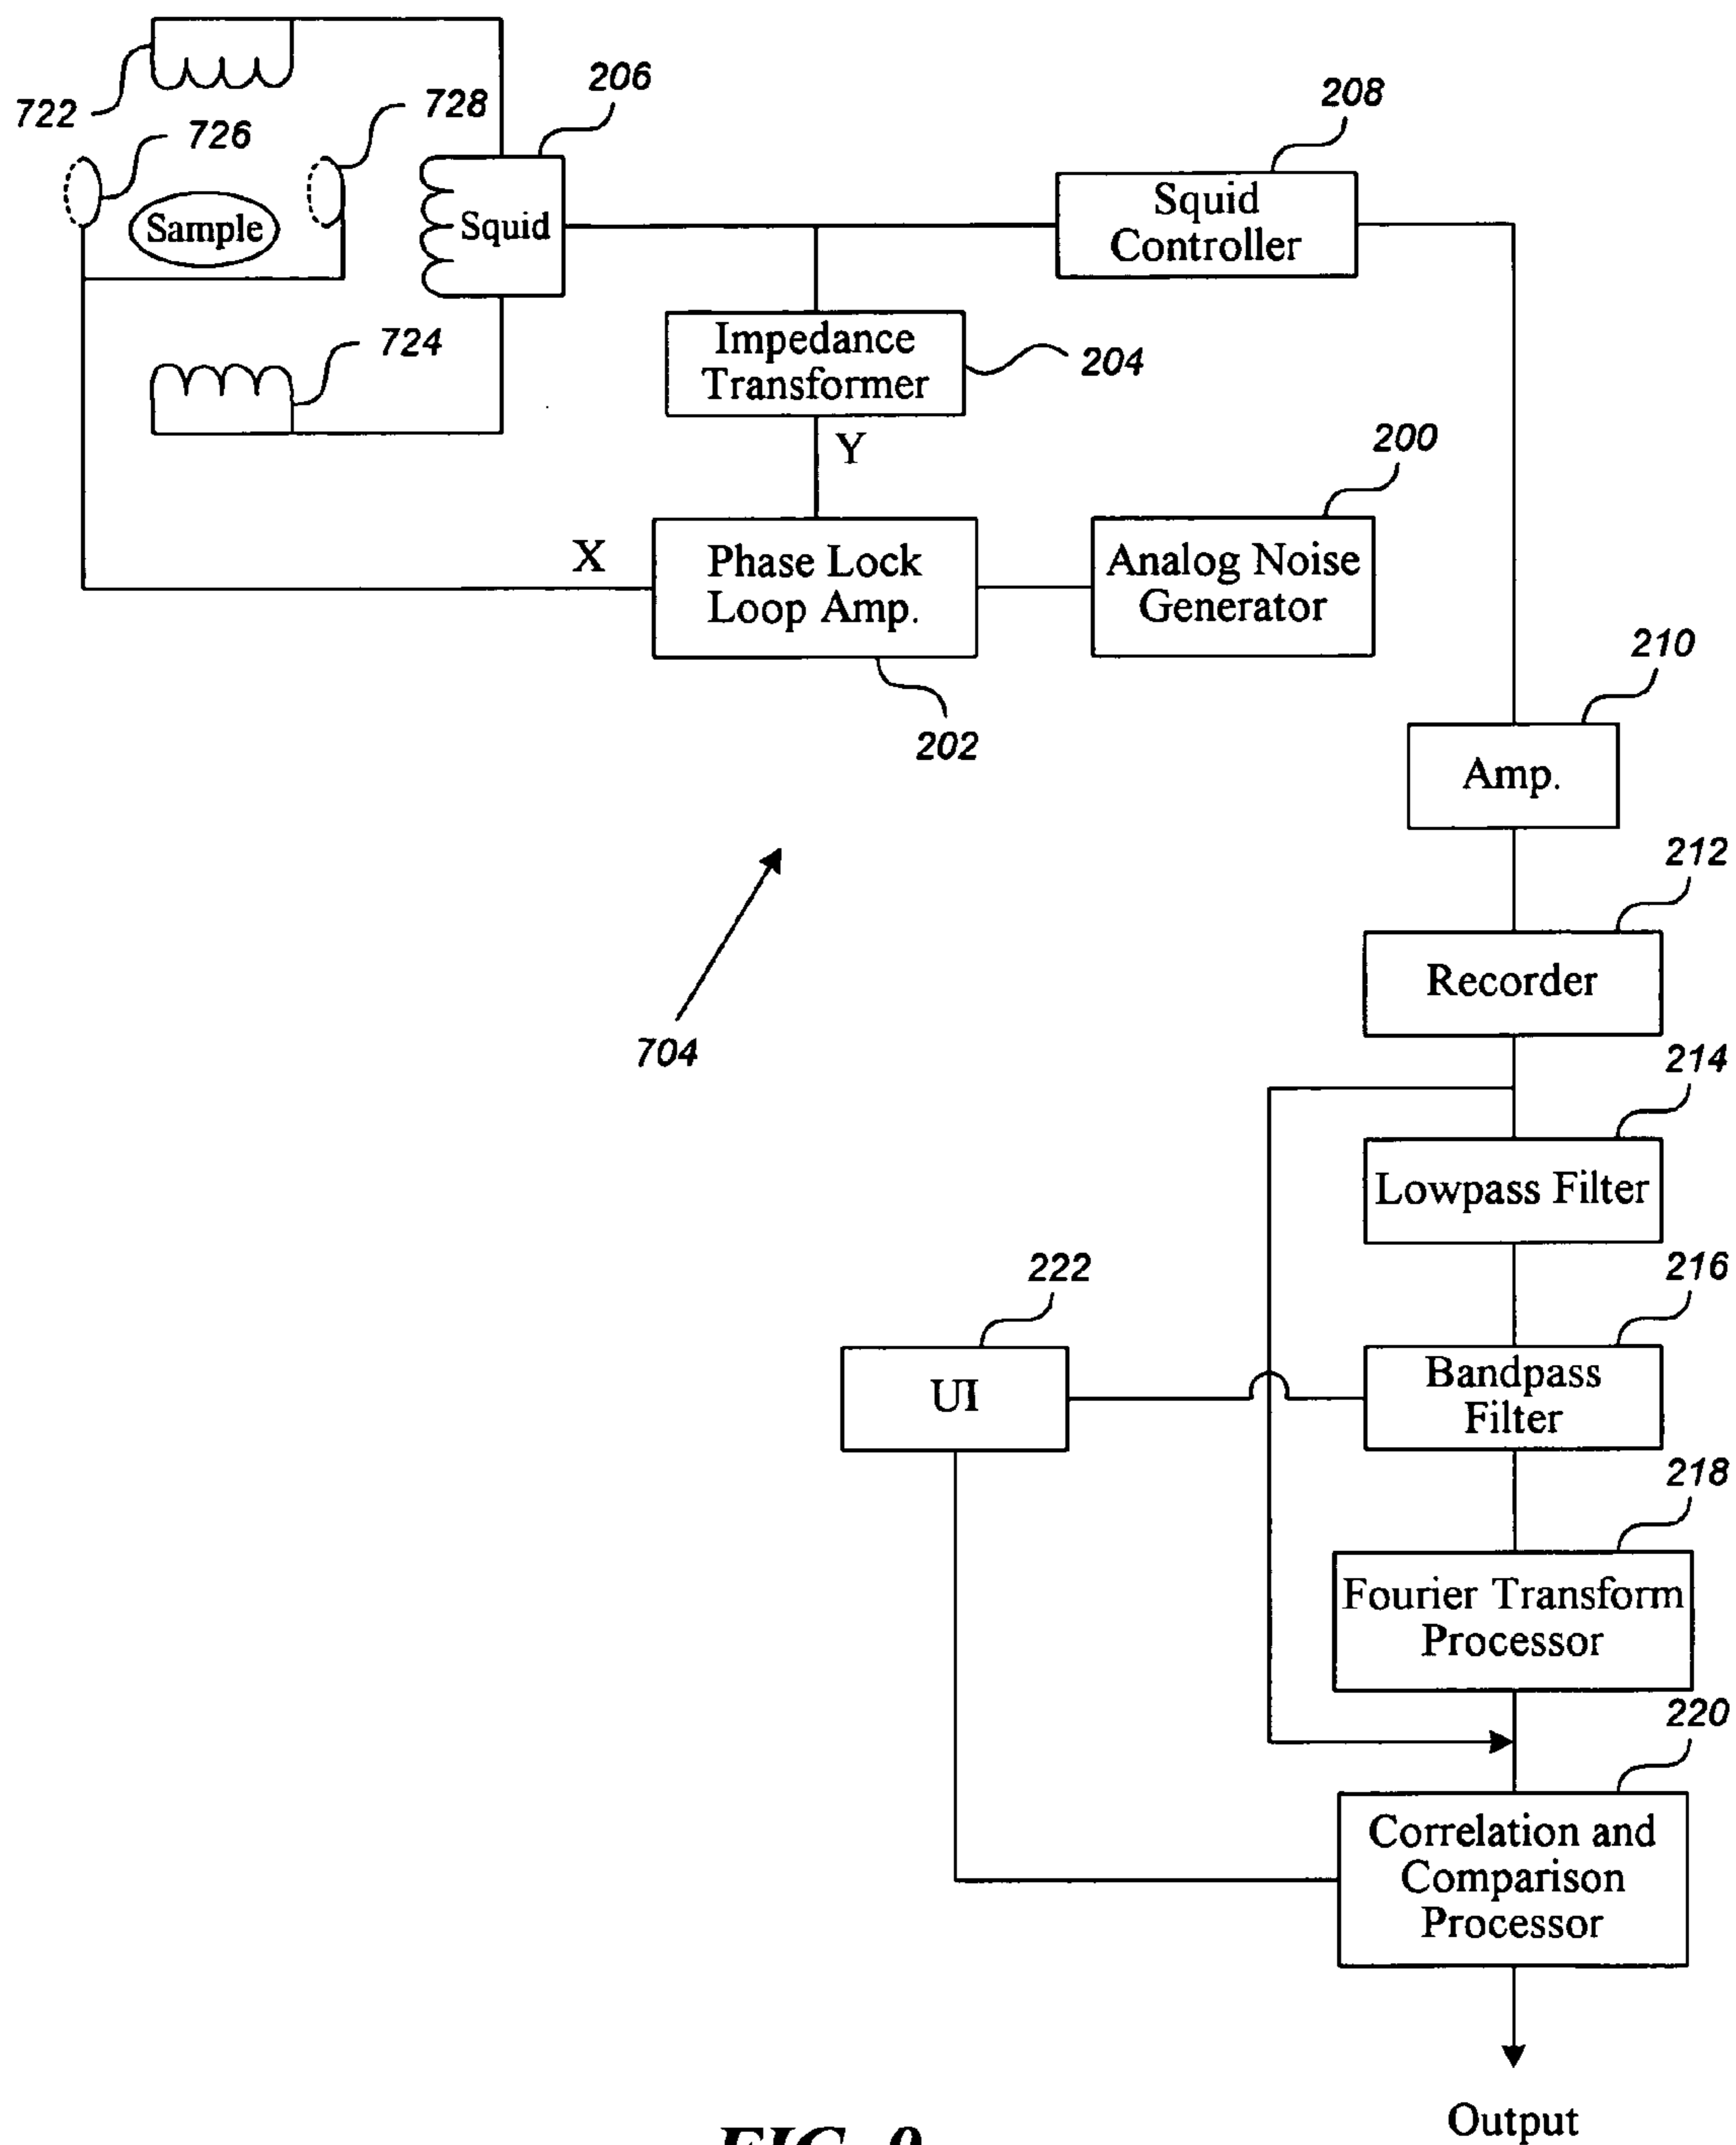 722
726
728
206
208
Sample
Squid
Squid
Controller
724
Impedance
Transformer
204
Y
200
X
Phase Lock
Loop Amp.
Analog Noise
Generator
202
210
Amp.
212
Recorder
704
214
Lowpass Filter
222
216
UI
Bandpass
Filter
218
Fourier Transform
Processor
220
Correlation and
Comparison
Processor
Output